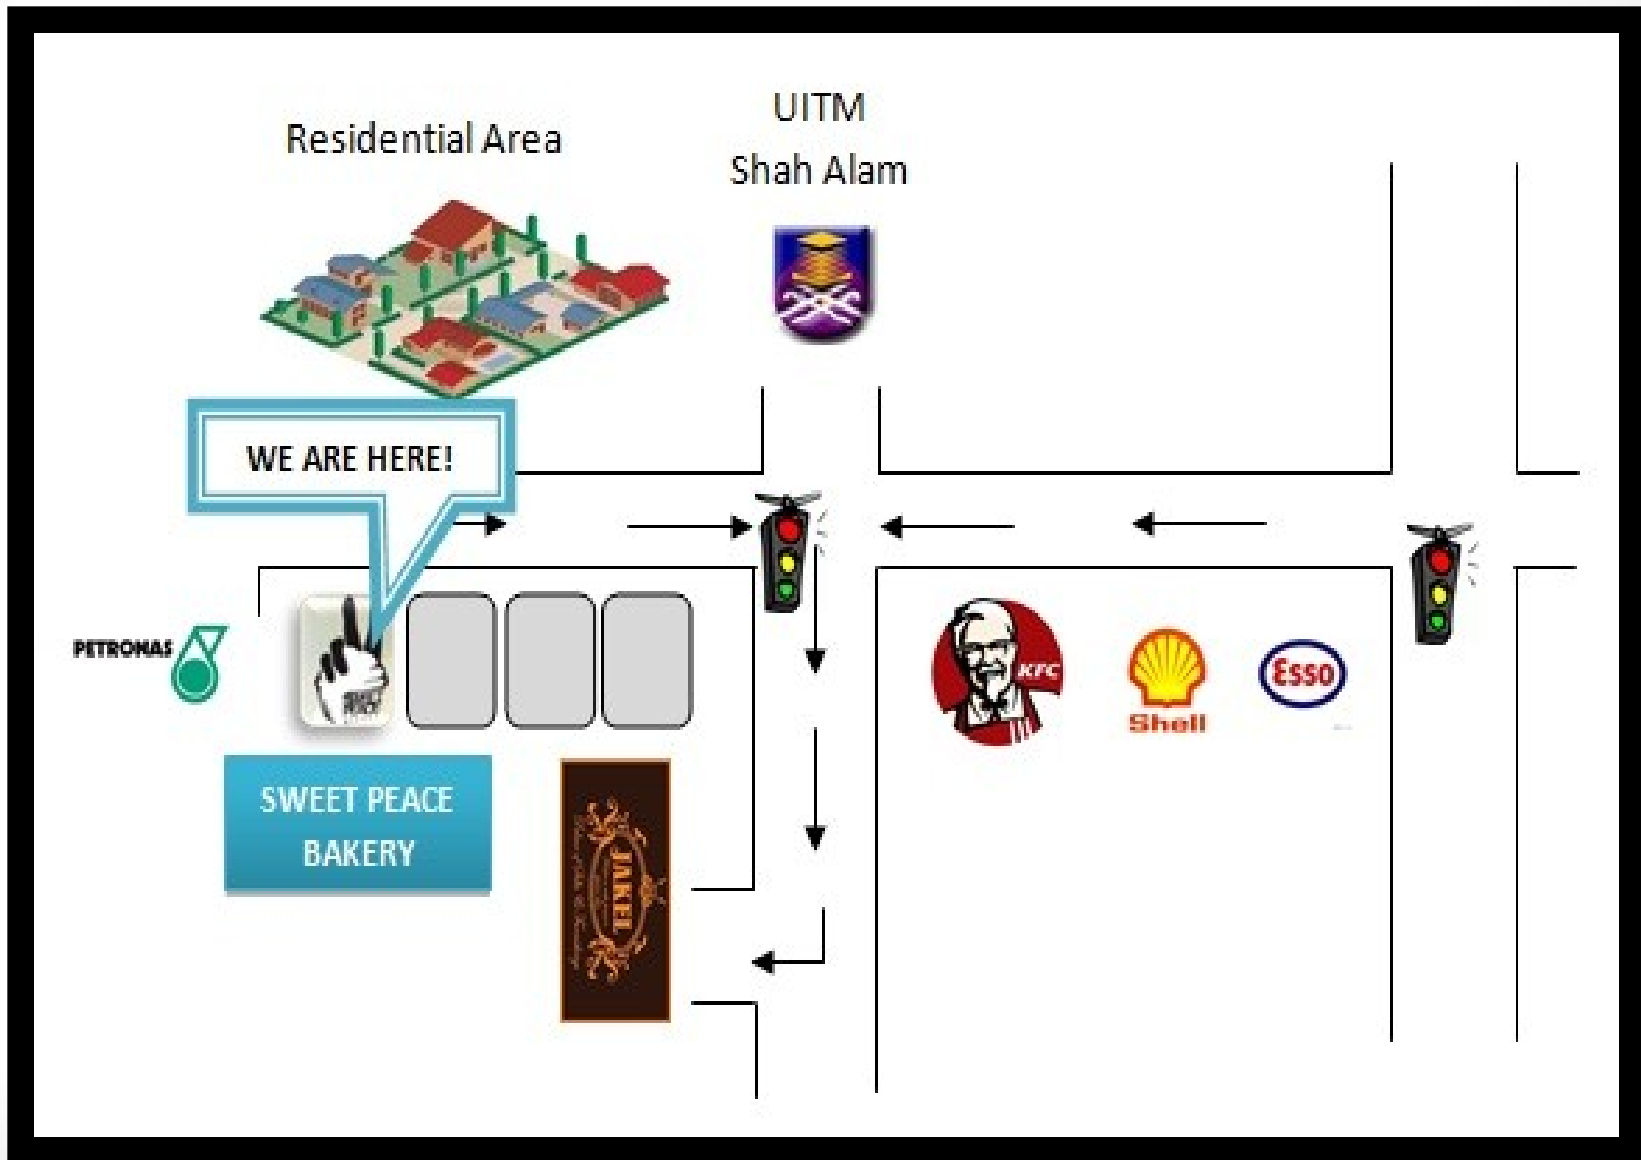 UITM
Shah Alam
Residential Area
WE ARE HERE!
PETRONAS
KFC
Shell
Esso
SWEET PEACE
BAKERY
JAKEL